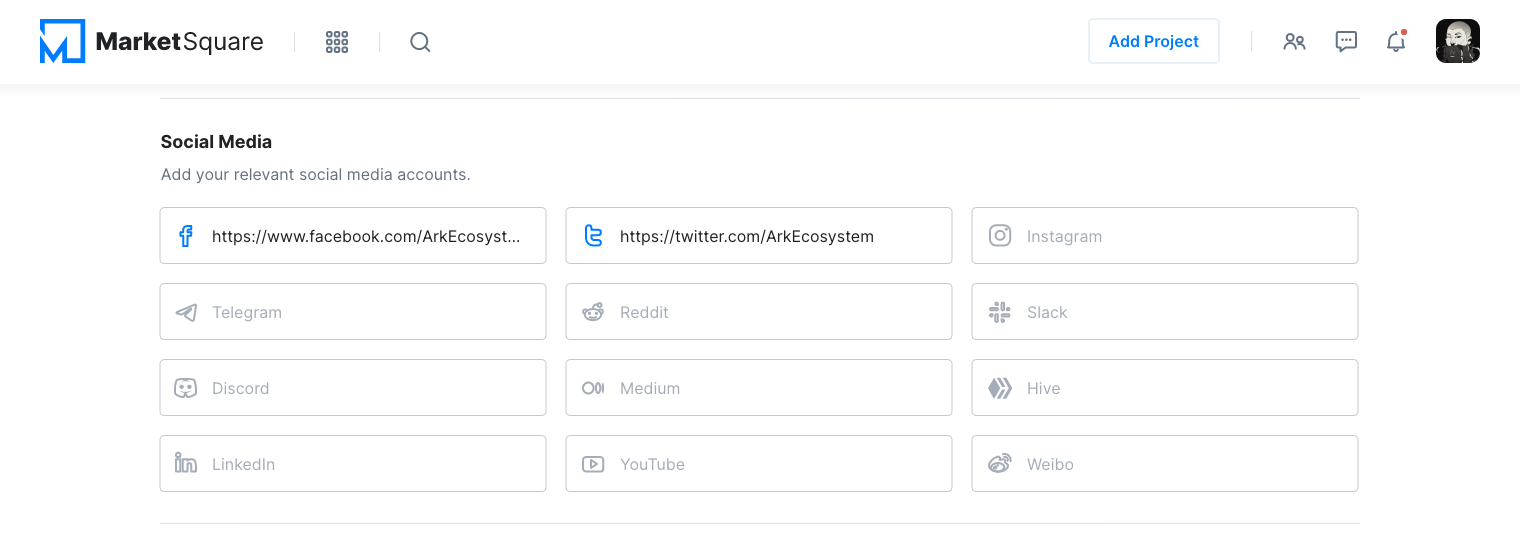 MarketSquare
Add Project
Social Media
Add your relevant social media accounts.
https://www.facebook.com/ArkEcosyst...
https://twitter.com/ArkEcosystem
Instagram
Telegram
Reddit
Slack
Discord
Medium
Hive
LinkedIn
YouTube
Weibo